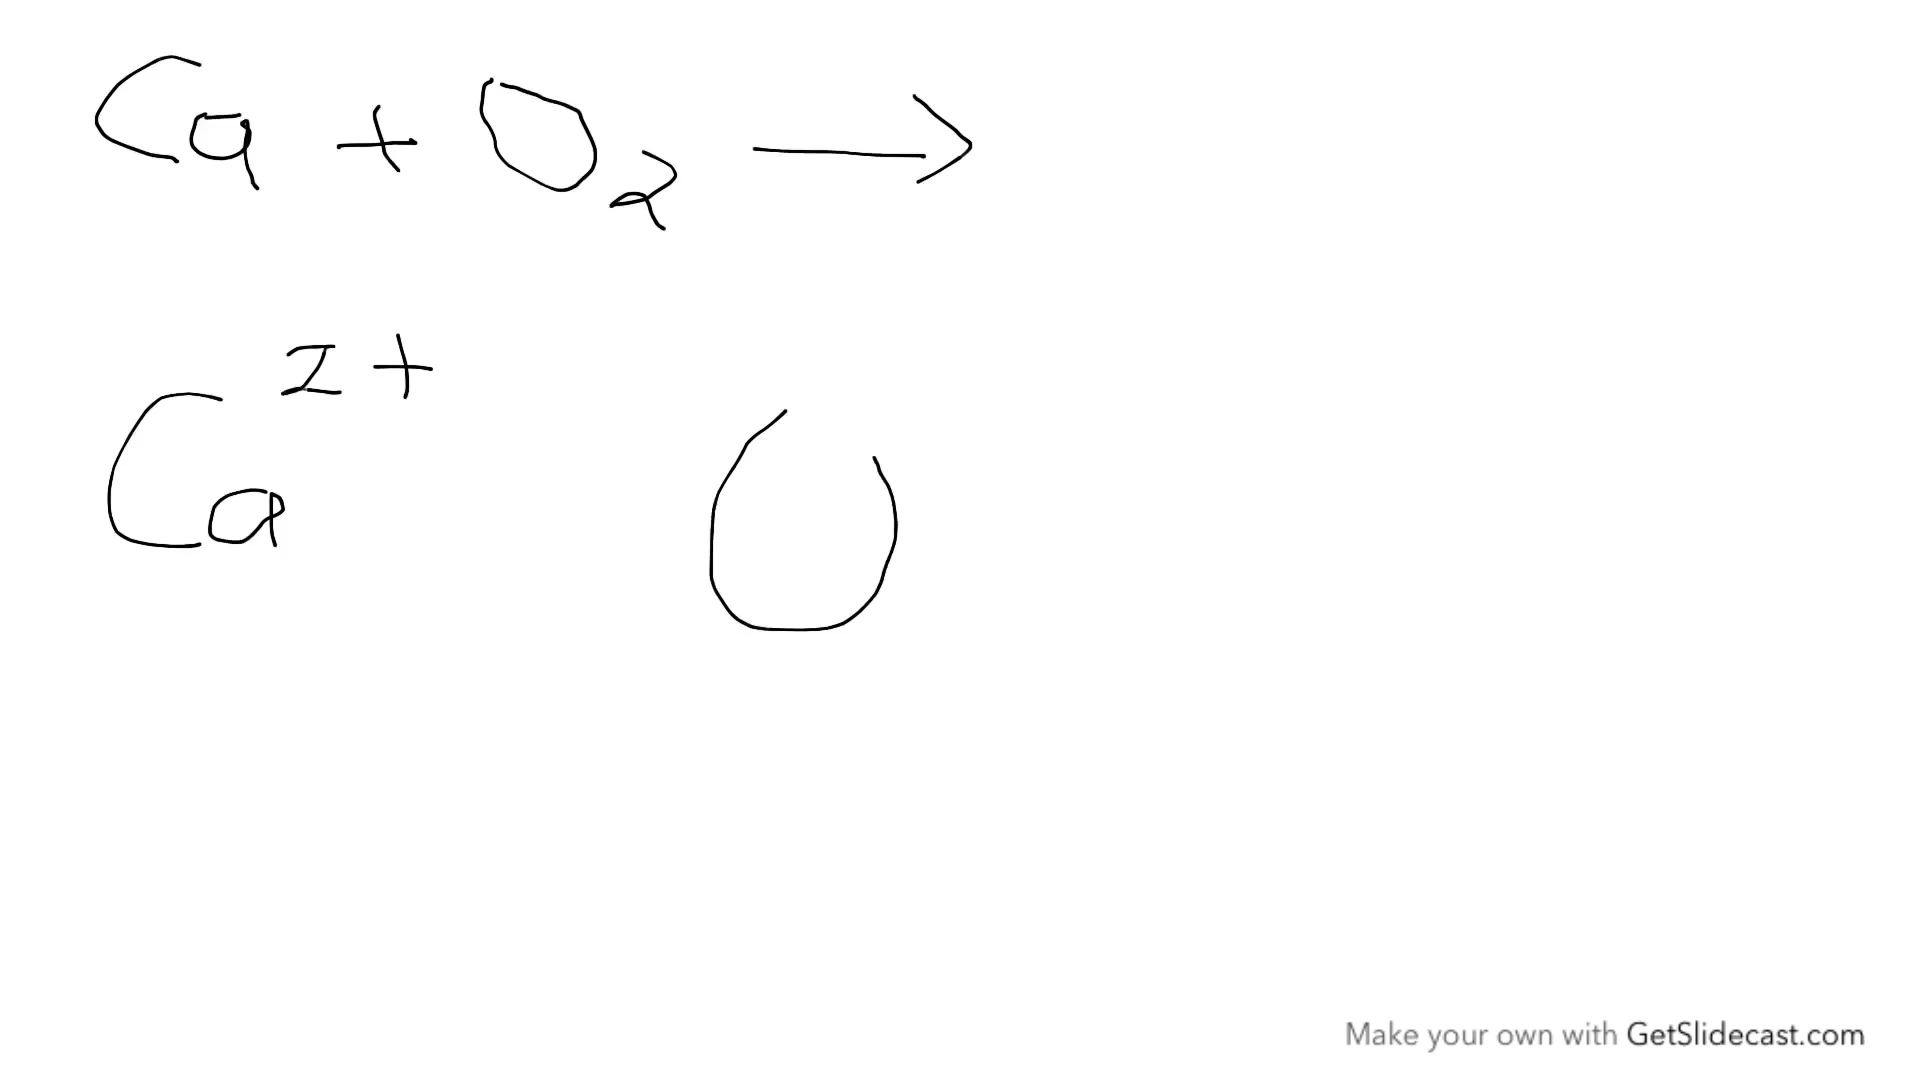 Ca + O₂ →
Ca²⁺ O
Make your own with GetSlidecast.com